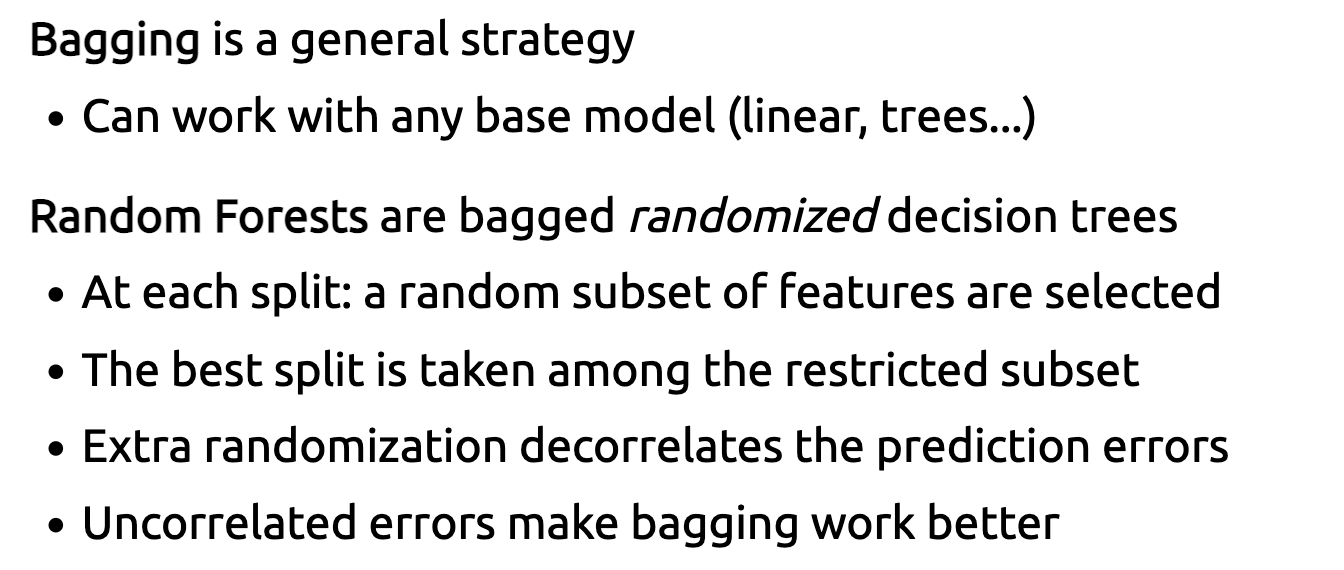 Bagging is a general strategy
• Can work with any base model (linear, trees...)
Random Forests are bagged randomized decision trees
• At each split: a random subset of features are selected
• The best split is taken among the restricted subset
• Extra randomization decorrelates the prediction errors
• Uncorrelated errors make bagging work better